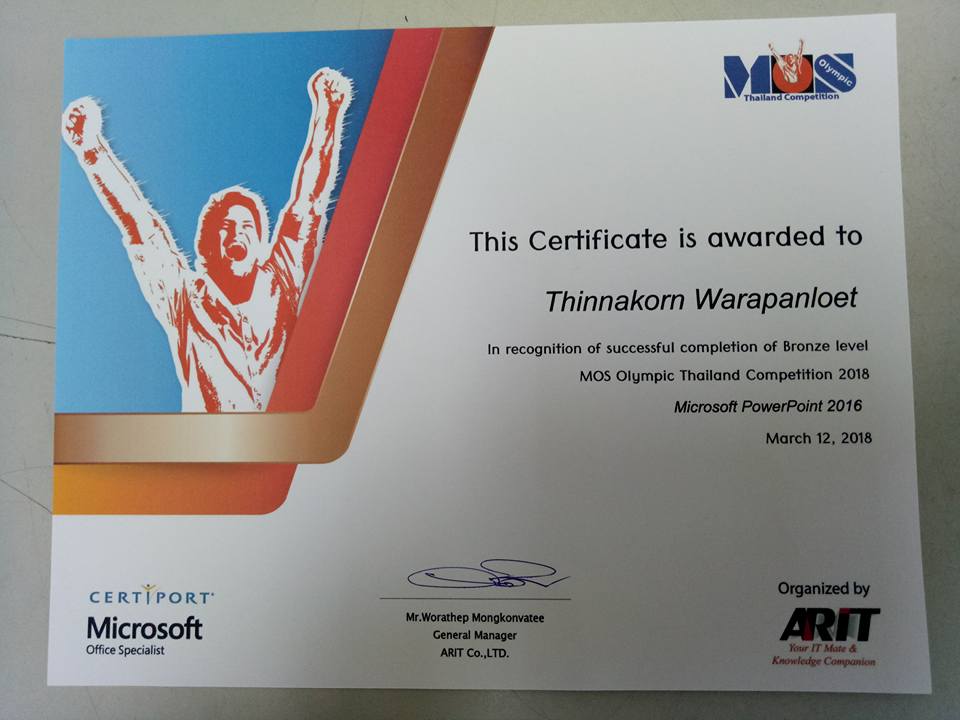 MOS Olympic
Thailand Competition
This Certificate is awarded to
Thinnakorn Warapanloet
In recognition of successful completion of Bronze level
MOS Olympic Thailand Competition 2018
Microsoft PowerPoint 2016
March 12, 2018
CERTIPORT
Microsoft
Office Specialist
Mr.Worathep Mongkonvatee
General Manager
ARIT Co.,LTD.
Organized by
ARIT
Your IT Mate &
Knowledge Companion